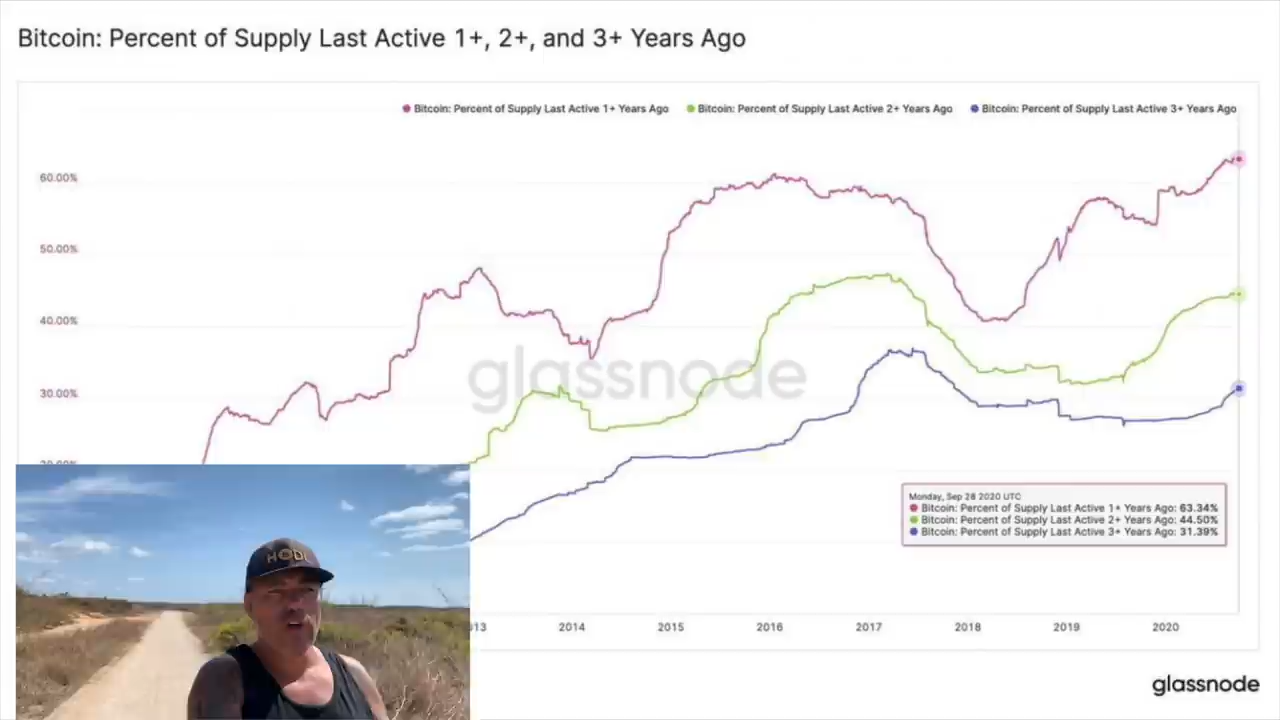 Bitcoin: Percent of Supply Last Active 1+, 2+, and 3+ Years Ago
Bitcoin: Percent of Supply Last Active 1+ Years Ago
Bitcoin: Percent of Supply Last Active 2+ Years Ago
Bitcoin: Percent of Supply Last Active 3+ Years Ago
60.00%
50.00%
40.00%
glassnode
30.00%
Monday, Sep 28 2020 UTC
Bitcoin: Percent of Supply Last Active 1+ Years Ago: 63.34%
Bitcoin: Percent of Supply Last Active 2+ Years Ago: 44.50%
Bitcoin: Percent of Supply Last Active 3+ Years Ago: 31.39%
HODL
2014
2015
2016
2017
2018
2019
2020
glassnode